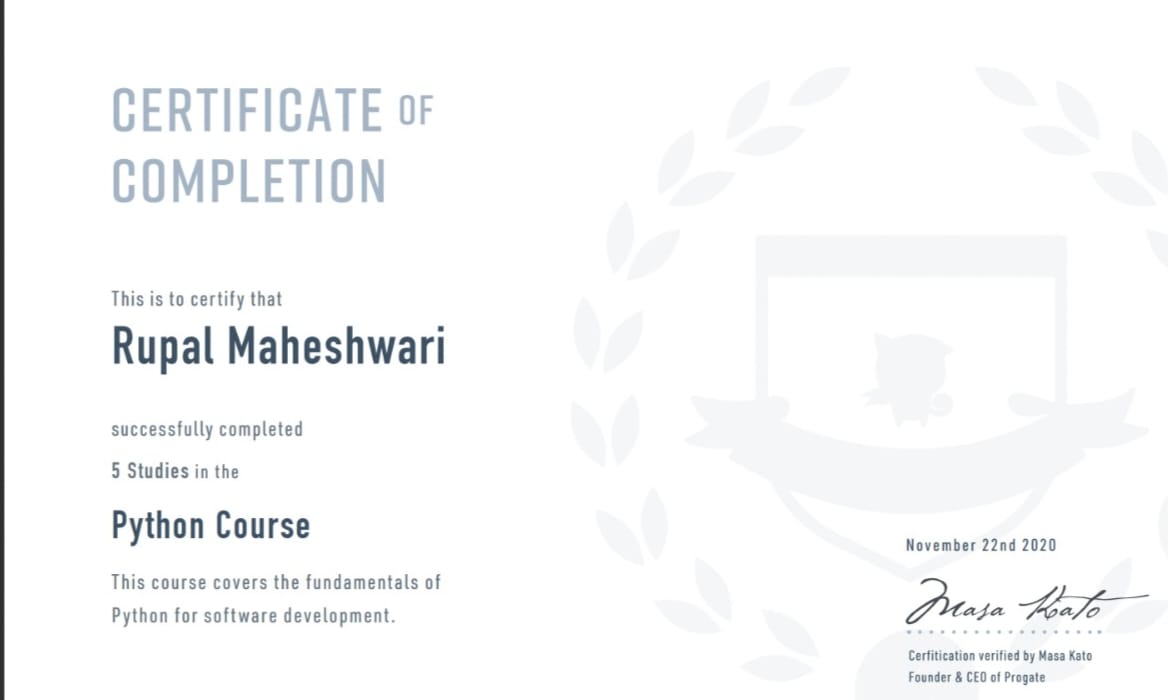 CERTIFICATE OF
COMPLETION
This is to certify that
Rupal Maheshwari
successfully completed
5 Studies in the
Python Course
This course covers the fundamentals of
Python for software development.
November 22nd 2020
Masa Kato
Cerfitication verified by Masa Kato
Founder & CEO of Progate